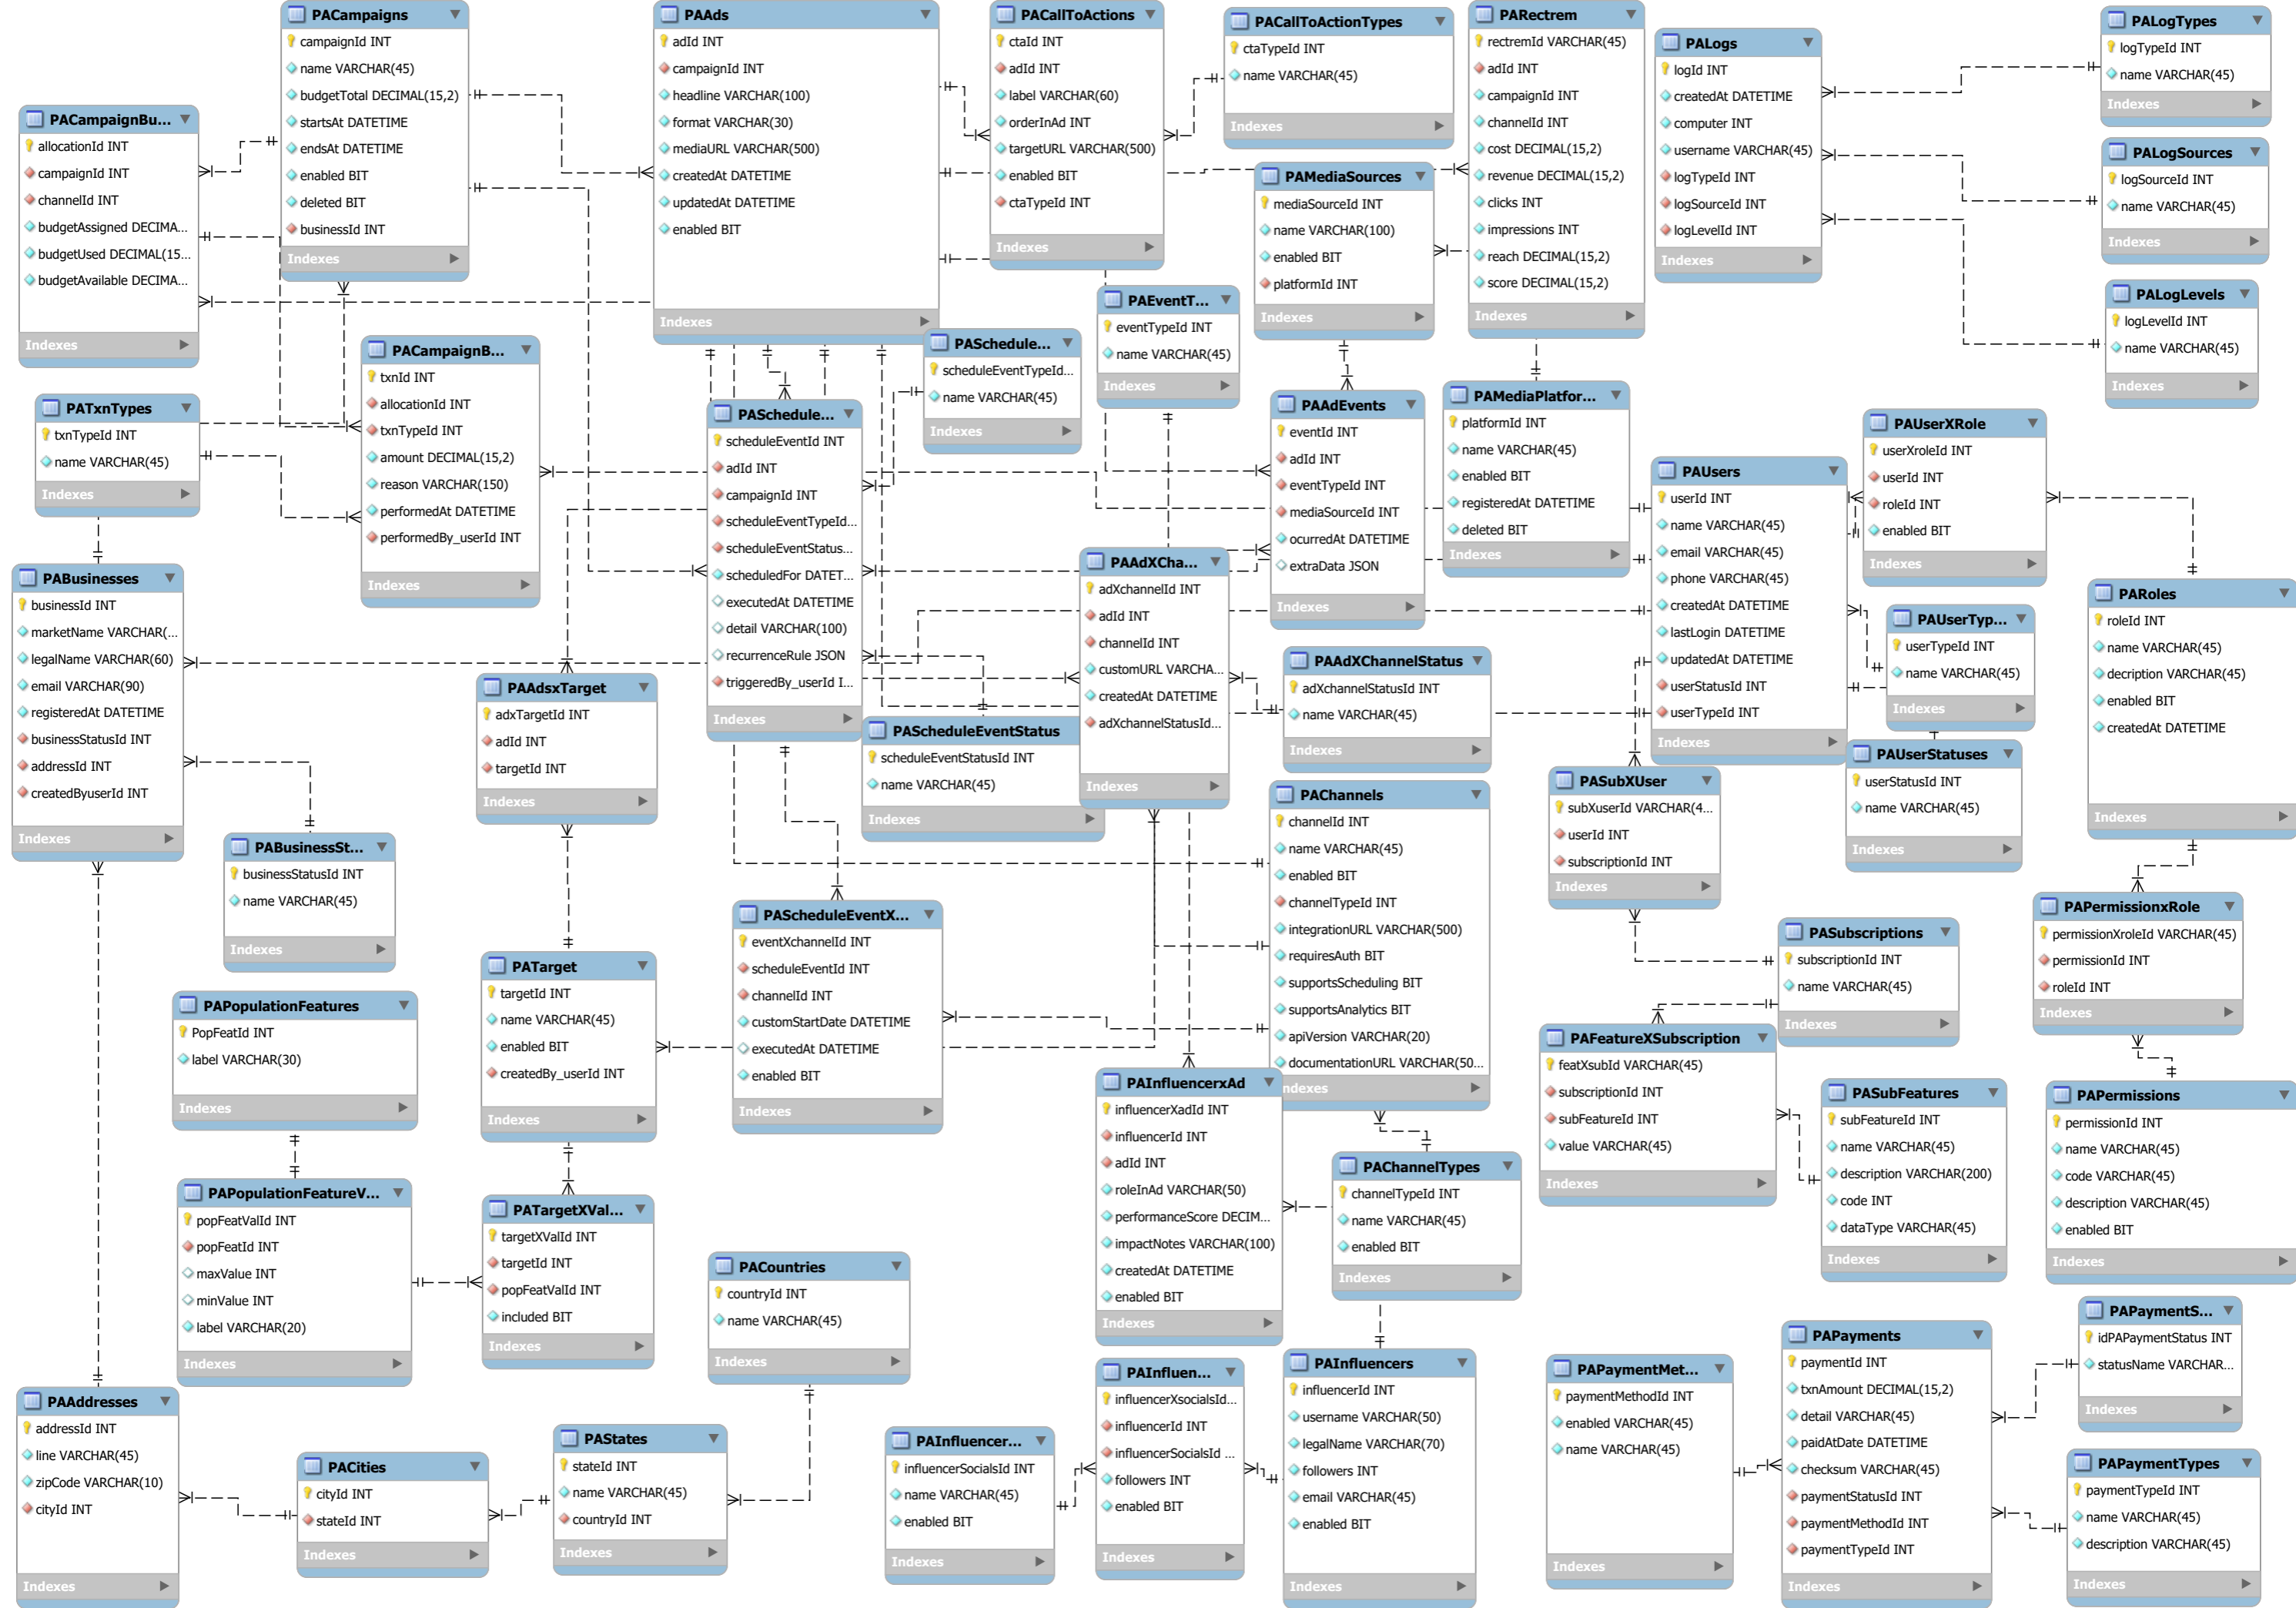 PACampaigns
campaignId INT
name VARCHAR(45)
budgetTotal DECIMAL(15,2)
startsAt DATETIME
endsAt DATETIME
enabled BIT
deleted BIT
businessId INT
Indexes
PAAds
adId INT
campaignId INT
headline VARCHAR(100)
format VARCHAR(30)
mediaURL VARCHAR(500)
createdAt DATETIME
updatedAt DATETIME
enabled BIT
Indexes
PACallToActions
ctaId INT
adId INT
label VARCHAR(60)
orderInAd INT
targetURL VARCHAR(500)
enabled BIT
ctaTypeId INT
Indexes
PACallToActionTypes
ctaTypeId INT
name VARCHAR(45)
Indexes
PARectrem
rectremId VARCHAR(45)
adId INT
campaignId INT
channelId INT
cost DECIMAL(15,2)
revenue DECIMAL(15,2)
clicks INT
impressions INT
reach DECIMAL(15,2)
score DECIMAL(15,2)
Indexes
PALogs
logId INT
createdAt DATETIME
computer INT
username VARCHAR(45)
logTypeId INT
logSourceId INT
logLevelId INT
Indexes
PALogTypes
logTypeId INT
name VARCHAR(45)
Indexes
PALogSources
logSourceId INT
name VARCHAR(45)
Indexes
PALogLevels
logLevelId INT
name VARCHAR(45)
Indexes
PACampaignBu...
allocationId INT
campaignId INT
channelId INT
budgetAssigned DECIMA...
budgetUsed DECIMAL(15...
budgetAvailable DECIMA...
Indexes
PAMediaSources
mediaSourceId INT
name VARCHAR(100)
enabled BIT
platformId INT
Indexes
PAEventT...
eventTypeId INT
name VARCHAR(45)
Indexes
PACampaignB...
txnId INT
allocationId INT
txnTypeId INT
amount DECIMAL(15,2)
reason VARCHAR(150)
performedAt DATETIME
performedBy_userId INT
Indexes
PASchedule...
scheduleEventTypeId...
name VARCHAR(45)
Indexes
PATxnTypes
txnTypeId INT
name VARCHAR(45)
Indexes
PASchedule...
scheduleEventId INT
adId INT
campaignId INT
scheduleEventTypeId...
scheduleEventStatus...
scheduledFor DATET...
executedAt DATETIME
detail VARCHAR(100)
recurrenceRule JSON
triggeredBy_userId I...
Indexes
PAAdEvents
eventId INT
adId INT
eventTypeId INT
mediaSourceId INT
ocurredAt DATETIME
extraData JSON
Indexes
PAMediaPlatfor...
platformId INT
name VARCHAR(45)
enabled BIT
registeredAt DATETIME
deleted BIT
Indexes
PAUsers
userId INT
name VARCHAR(45)
email VARCHAR(45)
phone VARCHAR(45)
createdAt DATETIME
lastLogin DATETIME
updatedAt DATETIME
userStatusId INT
userTypeId INT
Indexes
PAUserXRole
userXroleId INT
userId INT
roleId INT
enabled BIT
Indexes
PARoles
roleId INT
name VARCHAR(45)
decription VARCHAR(45)
enabled BIT
createdAt DATETIME
Indexes
PABusinesses
businessId INT
marketName VARCHAR(...
legalName VARCHAR(60)
email VARCHAR(90)
registeredAt DATETIME
businessStatusId INT
addressId INT
createdByuserId INT
Indexes
PAAdXCha...
adXchannelId INT
adId INT
channelId INT
customURL VARCHA...
createdAt DATETIME
adXchannelStatusId...
Indexes
PAUserTyp...
userTypeId INT
name VARCHAR(45)
Indexes
PAAdXChannelStatus
adXchannelStatusId INT
name VARCHAR(45)
Indexes
PAAdsxTarget
adxTargetId INT
adId INT
targetId INT
Indexes
PAScheduleEventStatus
scheduleEventStatusId INT
name VARCHAR(45)
Indexes
PAUserStatuses
userStatusId INT
name VARCHAR(45)
Indexes
PASubXUser
subXuserId VARCHAR(4...
userId INT
subscriptionId INT
Indexes
PAChannels
channelId INT
name VARCHAR(45)
enabled BIT
channelTypeId INT
integrationURL VARCHAR(500)
requiresAuth BIT
supportsScheduling BIT
supportsAnalytics BIT
apiVersion VARCHAR(20)
documentationURL VARCHAR(50...
Indexes
PABusinessSt...
businessStatusId INT
name VARCHAR(45)
Indexes
PAScheduleEventX...
eventXchannelId INT
scheduleEventId INT
channelId INT
customStartDate DATETIME
executedAt DATETIME
enabled BIT
Indexes
PAPermissionxRole
permissionXroleId VARCHAR(45)
permissionId INT
roleId INT
Indexes
PASubscriptions
subscriptionId INT
name VARCHAR(45)
Indexes
PATarget
targetId INT
name VARCHAR(45)
enabled BIT
createdBy_userId INT
Indexes
PAPopulationFeatures
PopFeatId INT
label VARCHAR(30)
Indexes
PAFeatureXSubscription
featXsubId VARCHAR(45)
subscriptionId INT
subFeatureId INT
value VARCHAR(45)
Indexes
PAInfluencerxAd
influencerXadId INT
influencerId INT
adId INT
roleInAd VARCHAR(50)
performanceScore DECIM...
impactNotes VARCHAR(100)
createdAt DATETIME
enabled BIT
Indexes
PASubFeatures
subFeatureId INT
name VARCHAR(45)
description VARCHAR(200)
code INT
dataType VARCHAR(45)
Indexes
PAPermissions
permissionId INT
name VARCHAR(45)
code VARCHAR(45)
description VARCHAR(45)
enabled BIT
Indexes
PAChannelTypes
channelTypeId INT
name VARCHAR(45)
enabled BIT
Indexes
PAPopulationFeatureV...
popFeatValId INT
popFeatId INT
maxValue INT
minValue INT
label VARCHAR(20)
Indexes
PATargetXVal...
targetXValId INT
targetId INT
popFeatValId INT
included BIT
Indexes
PACountries
countryId INT
name VARCHAR(45)
Indexes
PAPaymentS...
idPAPaymentStatus INT
statusName VARCHAR...
Indexes
PAPayments
paymentId INT
txnAmount DECIMAL(15,2)
detail VARCHAR(45)
paidAtDate DATETIME
checksum VARCHAR(45)
paymentStatusId INT
paymentMethodId INT
paymentTypeId INT
Indexes
PAInfluencers
influencerId INT
username VARCHAR(50)
legalName VARCHAR(70)
followers INT
email VARCHAR(45)
enabled BIT
Indexes
PAPaymentMet...
paymentMethodId INT
enabled VARCHAR(45)
name VARCHAR(45)
Indexes
PAInfluen...
influencerXsocialsId...
influencerId INT
influencerSocialsId ...
followers INT
enabled BIT
Indexes
PAAddresses
addressId INT
line VARCHAR(45)
zipCode VARCHAR(10)
cityId INT
Indexes
PAStates
stateId INT
name VARCHAR(45)
countryId INT
Indexes
PAInfluencer...
influencerSocialsId INT
name VARCHAR(45)
enabled BIT
Indexes
PACities
cityId INT
stateId INT
Indexes
PAPaymentTypes
paymentTypeId INT
name VARCHAR(45)
description VARCHAR(45)
Indexes